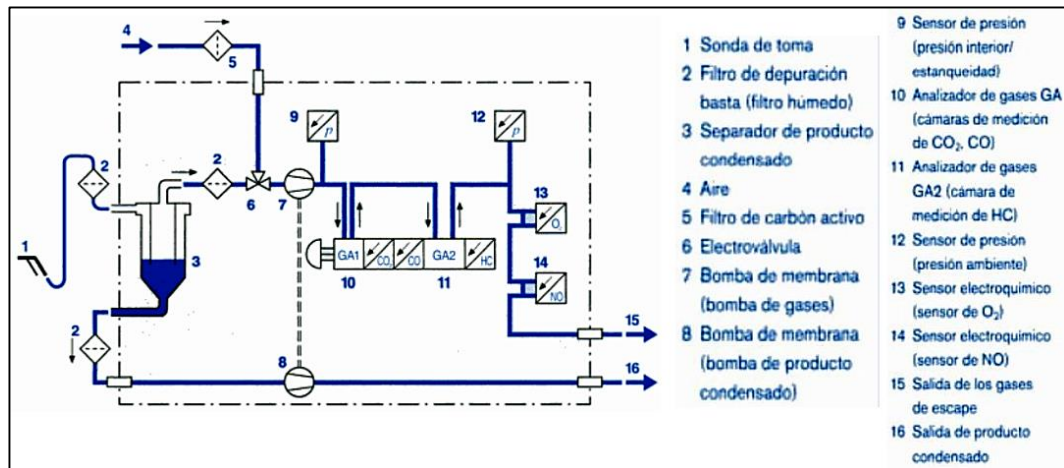 4
5
9
p
12
p
2
2
6
7
13
O₂
1
3
GA1
CO₂
CO
GA2
HC
14
NO
10
11
2
15
8
16
1 Sonda de toma
2 Filtro de depuración
basta (filtro húmedo)
3 Separador de producto
condensado
4 Aire
5 Filtro de carbón activo
6 Electroválvula
7 Bomba de membrana
(bomba de gases)
8 Bomba de membrana
(bomba de producto
condensado)
9 Sensor de presión
(presión interior/
estanqueidad)
10 Analizador de gases GA
(cámaras de medición
de CO₂, CO)
11 Analizador de gases
GA2 (cámara de
medición de HC)
12 Sensor de presión
(presión ambiente)
13 Sensor electroquímico
(sensor de O₂)
14 Sensor electroquímico
(sensor de NO)
15 Salida de los gases
de escape
16 Salida de producto
condensado